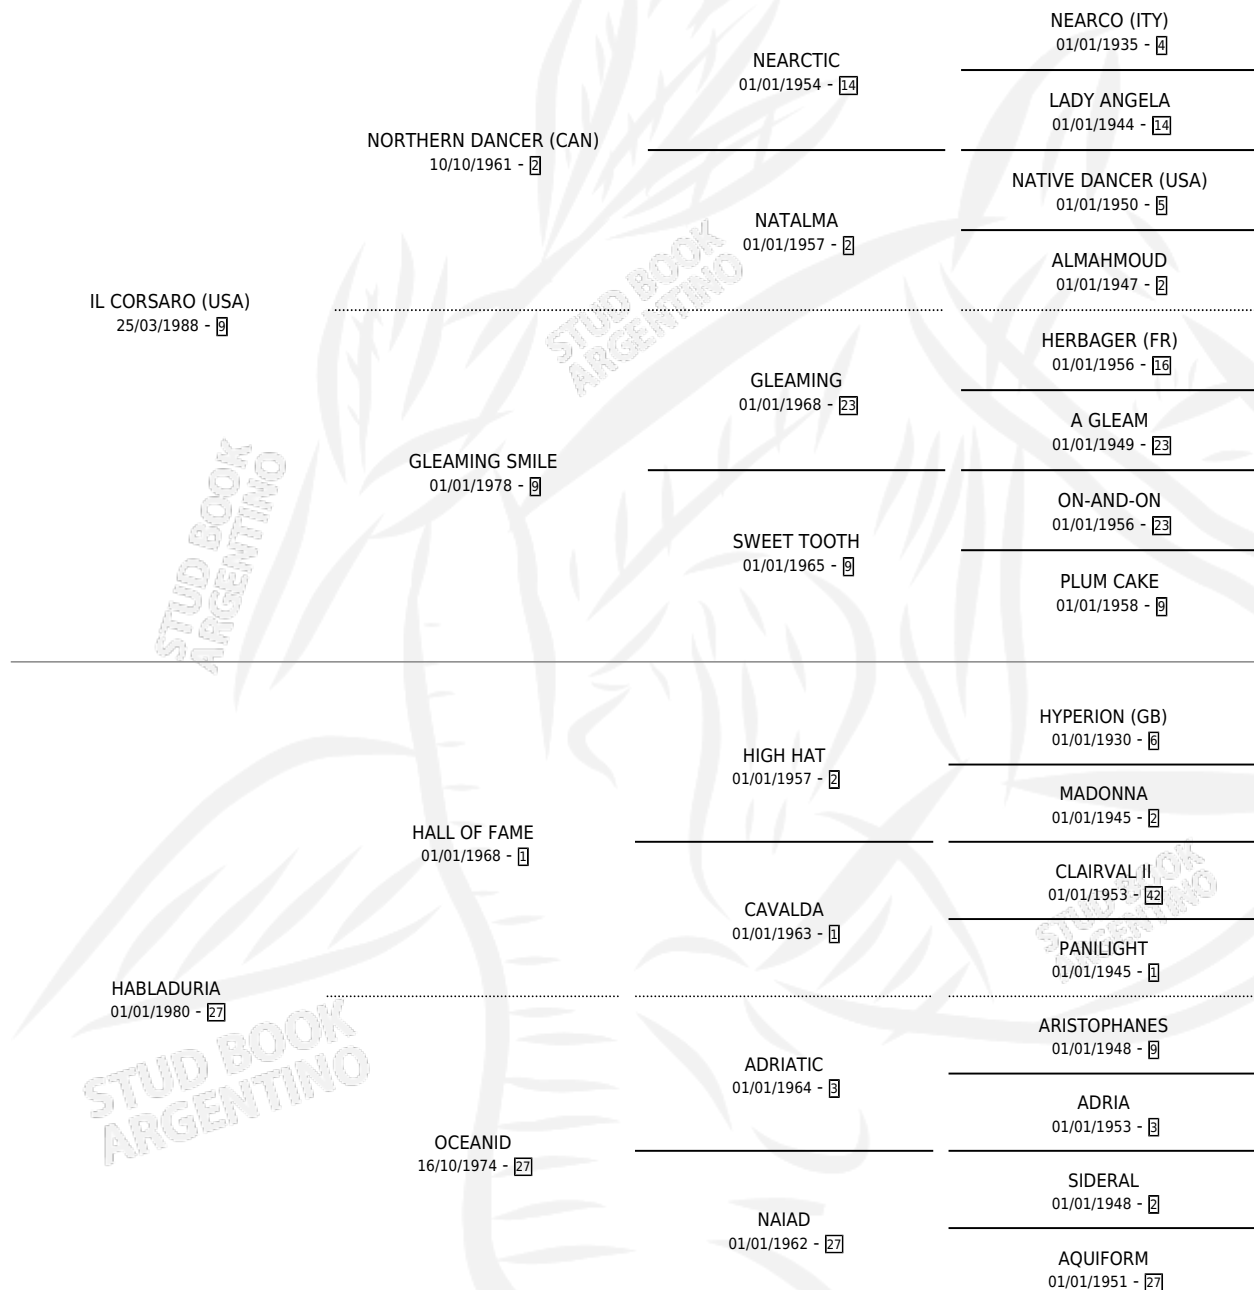 NEARCO (ITY)
01/01/1935 - 4
NEARCTIC
01/01/1954 - 14
LADY ANGELA
01/01/1944 - 14
NORTHERN DANCER (CAN)
10/10/1961 - 2
NATIVE DANCER (USA)
01/01/1950 - 5
NATALMA
01/01/1957 - 2
ALMAHMOUD
01/01/1947 - 2
IL CORSARO (USA)
25/03/1988 - 9
STUD BOOK
ARGENTINO
HERBAGER (FR)
01/01/1956 - 16
GLEAMING
01/01/1968 - 23
A GLEAM
01/01/1949 - 23
GLEAMING SMILE
01/01/1978 - 9
ON-AND-ON
01/01/1956 - 23
SWEET TOOTH
01/01/1965 - 9
PLUM CAKE
01/01/1958 - 9
STUD BOOK
ARGENTINO
HYPERION (GB)
01/01/1930 - 6
HIGH HAT
01/01/1957 - 2
MADONNA
01/01/1945 - 2
HALL OF FAME
01/01/1968 - 1
CLAIRVAL II
01/01/1953 - 42
CAVALDA
01/01/1963 - 1
STUD BOOK
ARGENTINO
PANILIGHT
01/01/1945 - 1
HABLADURIA
01/01/1980 - 27
ARISTOPHANES
01/01/1948 - 9
STUD BOOK
ARGENTINO
ADRIATIC
01/01/1964 - 3
ADRIA
01/01/1953 - 3
OCEANID
16/10/1974 - 27
SIDERAL
01/01/1948 - 2
NAIAD
01/01/1962 - 27
AQUIFORM
01/01/1951 - 27